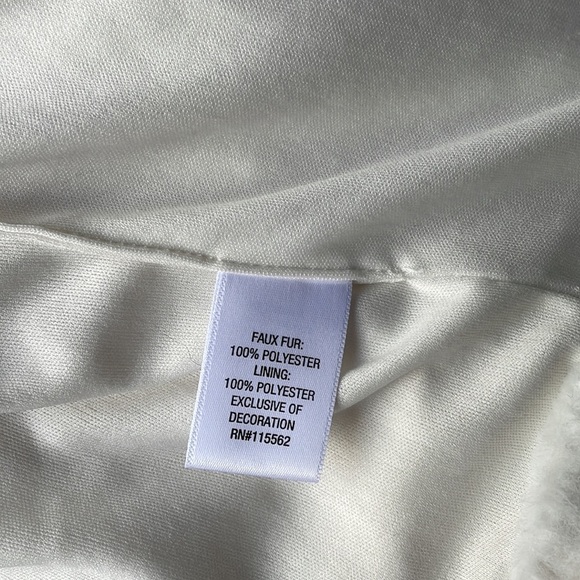 FAUX FUR:
100% POLYESTER
LINING:
100% POLYESTER
EXCLUSIVE OF
DECORATION
RN#115562